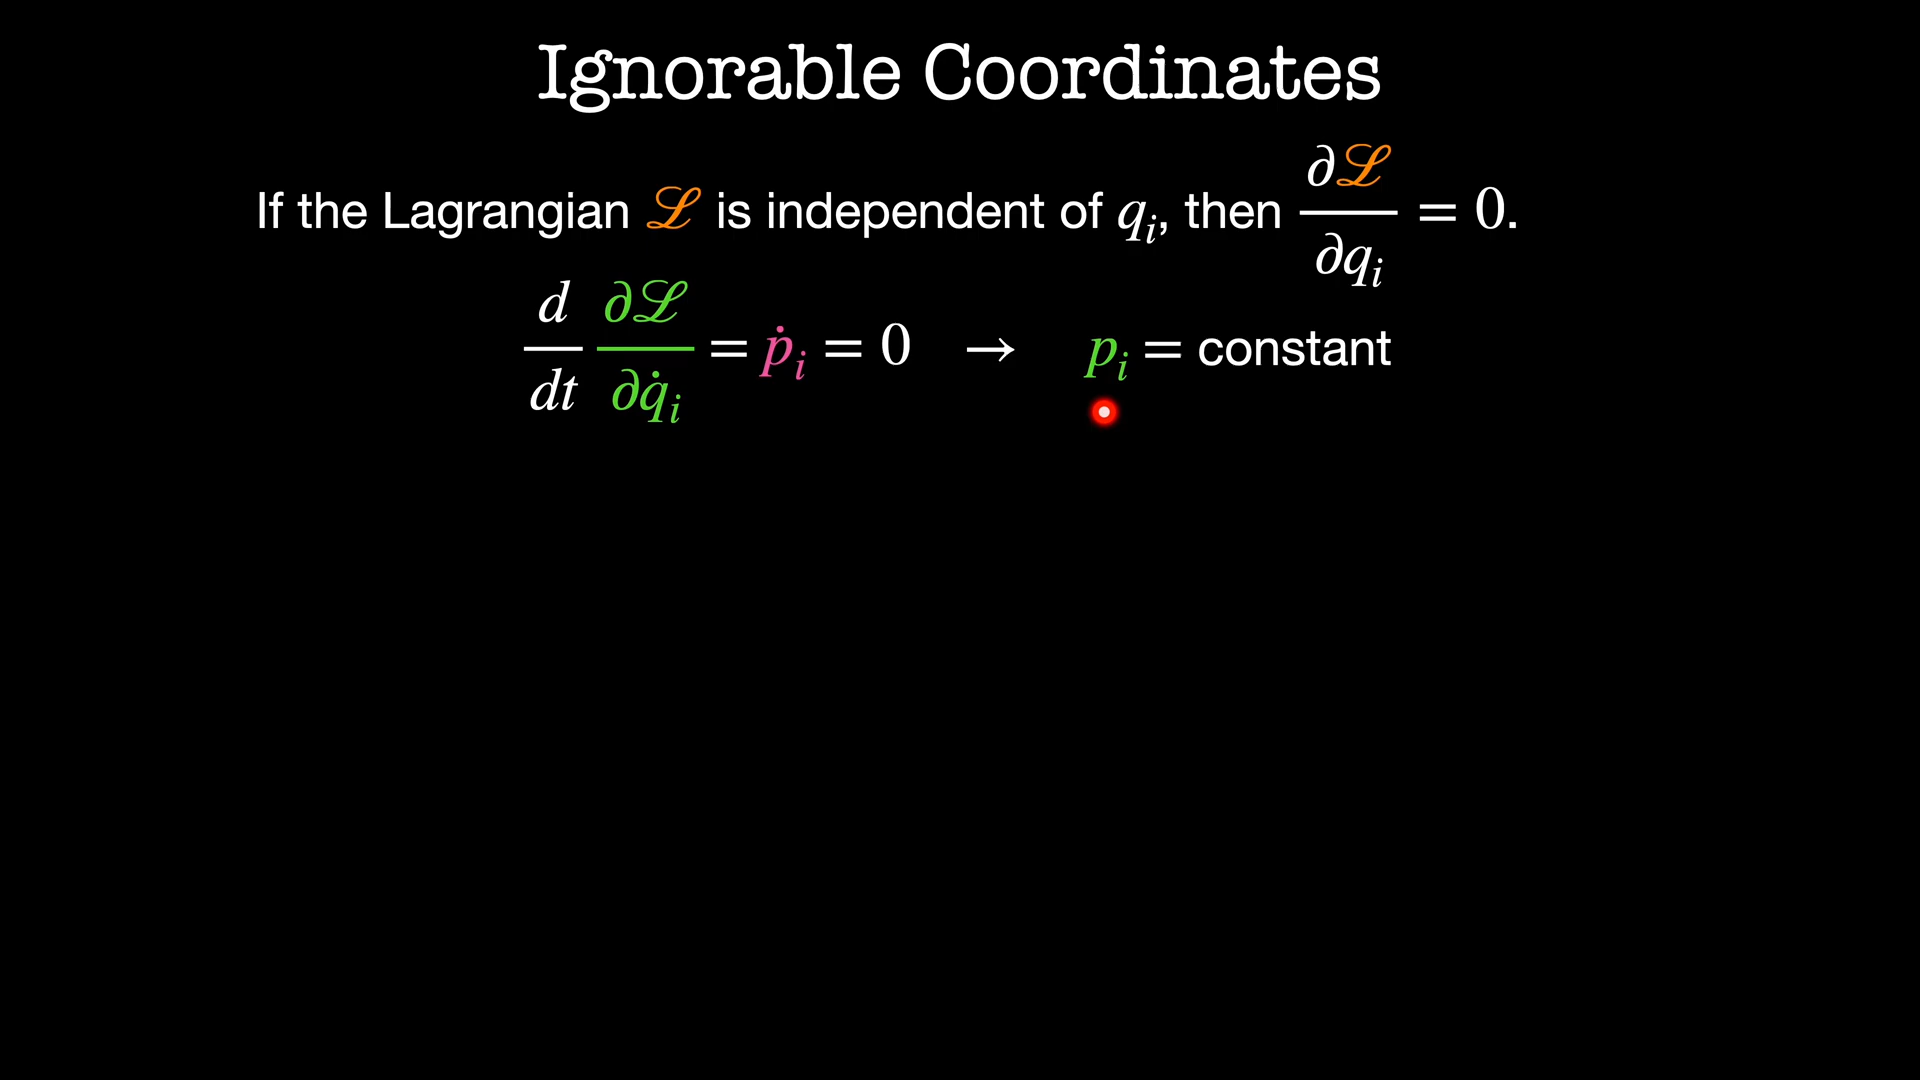 Ignorable Coordinates
If the Lagrangian ℒ is independent of qᵢ, then ∂ℒ/∂qᵢ = 0.
d/dt ∂ℒ/∂q̇ᵢ = ṗᵢ = 0 → pᵢ = constant